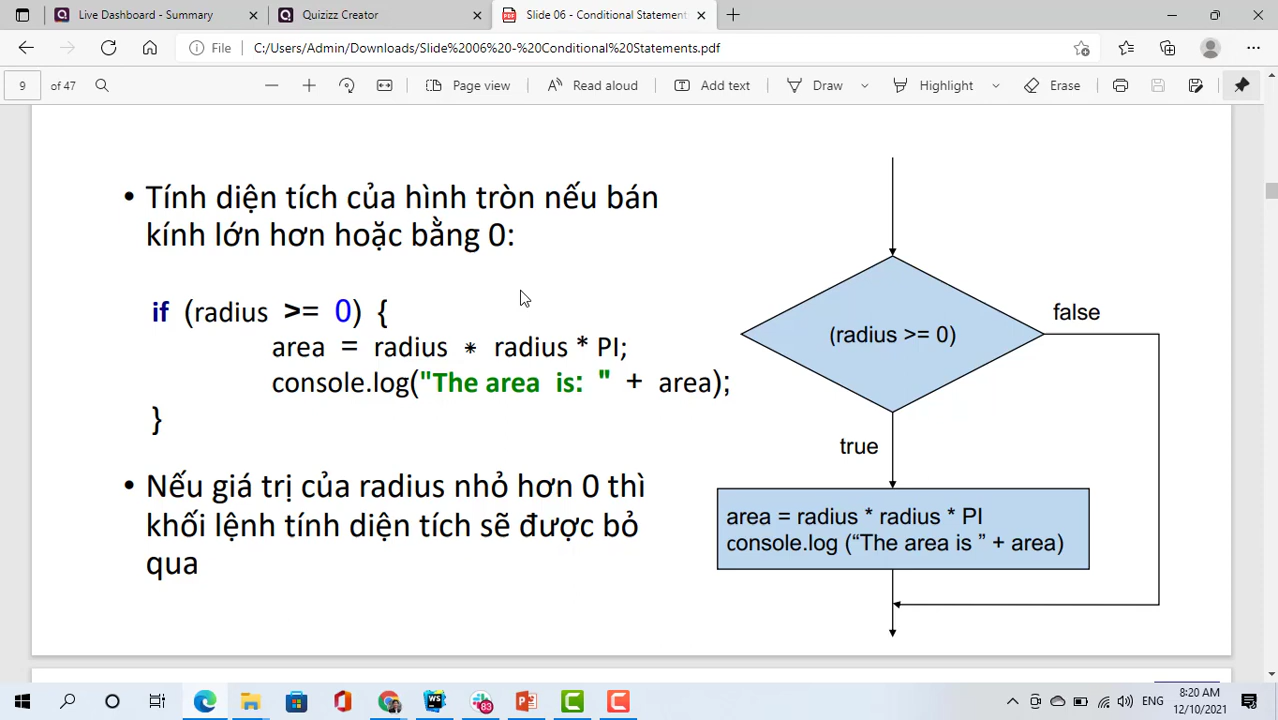 Live Dashboard - Summary
Quizizz Creator
Slide 06 - Conditional Statement
File
C:/Users/Admin/Downloads/Slide%2006%20-%20Conditional%20Statements.pdf
9
of 47
Page view
Read aloud
Add text
Draw
Highlight
Erase
• Tính diện tích của hình tròn nếu bán
kính lớn hơn hoặc bằng 0:
if (radius >= 0) {
area = radius * radius * PI;
console.log("The area is: " + area);
}
• Nếu giá trị của radius nhỏ hơn 0 thì
khối lệnh tính diện tích sẽ được bỏ
qua
(radius >= 0)
false
true
area = radius * radius * PI
console.log (“The area is ” + area)
83
ENG
8:20 AM
12/10/2021